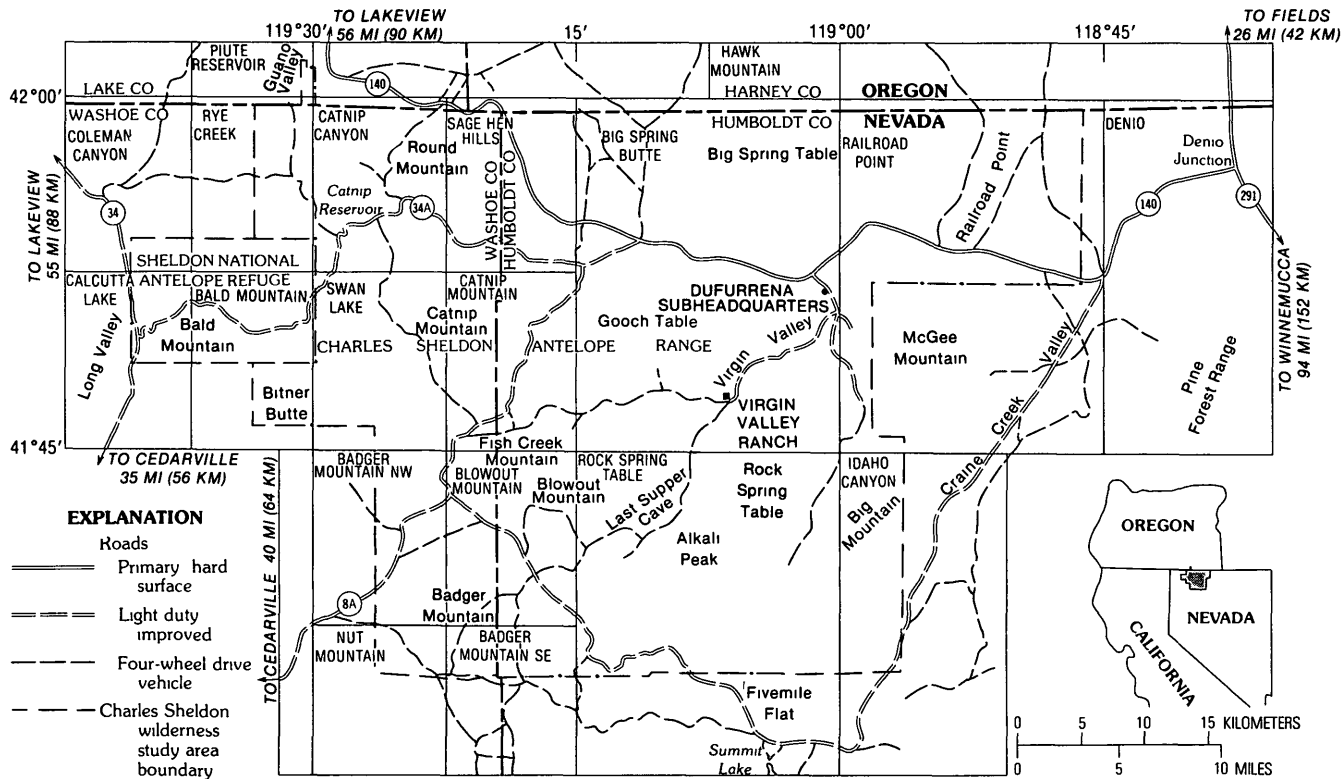 TO LAKEVIEW
56 MI (90 KM)
TO FIELDS
26 MI (42 KM)
119°30'
15'
119°00'
118°45'
PIUTE
RESERVOIR
Guano
Valley
HAWK
MOUNTAIN
140
LAKE CO
HARNEY CO
OREGON
42°00'
WASHOE CO
HUMBOLDT CO
NEVADA
COLEMAN
CANYON
RYE
CREEK
CATNIP
CANYON
SAGE HEN
HILLS
BIG SPRING
BUTTE
Big Spring Table
RAILROAD
POINT
Railroad Point
DENIO
Denio
Junction
Round
Mountain
WASHOE CO
HUMBOLDT CO
Catnip
Reservoir
34A
34
140
291
TO LAKEVIEW
55 MI (88 KM)
TO WINNEMUCCA
94 MI (152 KM)
SHELDON NATIONAL
ANTELOPE REFUGE
CALCUTTA
LAKE
BALD MOUNTAIN
SWAN
LAKE
CATNIP
MOUNTAIN
DUFURRENA
SUBHEADQUARTERS
Bald
Mountain
Catnip
Mountain
Gooch Table
Long Valley
CHARLES SHELDON ANTELOPE RANGE
Virgin Valley
McGee
Mountain
Craine Creek Valley
Pine
Forest Range
Bitner
Butte
VIRGIN
VALLEY
RANCH
41°45'
TO CEDARVILLE
35 MI (56 KM)
Fish Creek
Mountain
BADGER
MOUNTAIN NW
BLOWOUT
MOUNTAIN
ROCK SPRING
TABLE
Blowout
Mountain
Last Supper
Cave
Rock
Spring
Table
IDAHO
CANYON
Big
Mountain
Alkali
Peak
TO CEDARVILLE 40 MI (64 KM)
8A
Badger
Mountain
NUT
MOUNTAIN
BADGER
MOUNTAIN SE
Fivemile
Flat
Summit
Lake
EXPLANATION
Roads
Primary hard
surface
Light duty
improved
Four-wheel drive
vehicle
Charles Sheldon
wilderness
study area
boundary
OREGON
NEVADA
CALIFORNIA
0 5 10 15 KILOMETERS
0 5 10 MILES